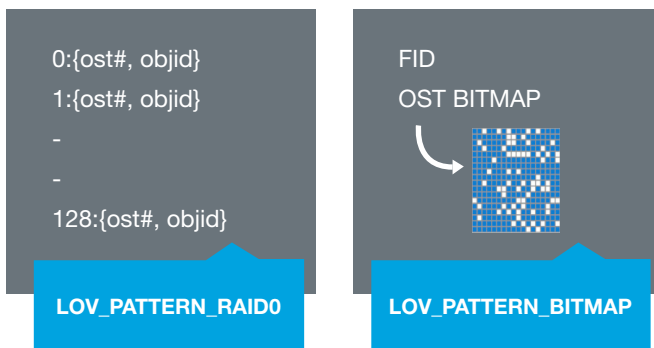 0:{ost#, objid}
1:{ost#, objid}
-
-
128:{ost#, objid}
LOV_PATTERN_RAID0
FID
OST BITMAP
LOV_PATTERN_BITMAP